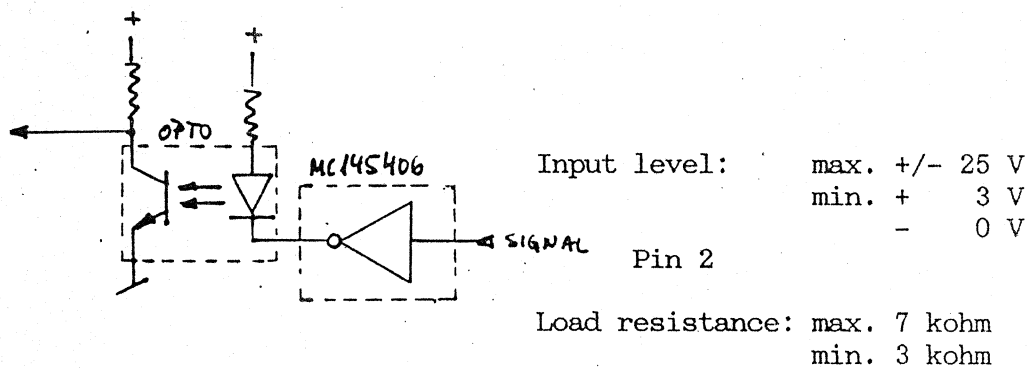 +
+
OPTO
MC145406
SIGNAL
Input level: max. +/- 25 V
min. + 3 V
- 0 V
Pin 2
Load resistance: max. 7 kohm
min. 3 kohm